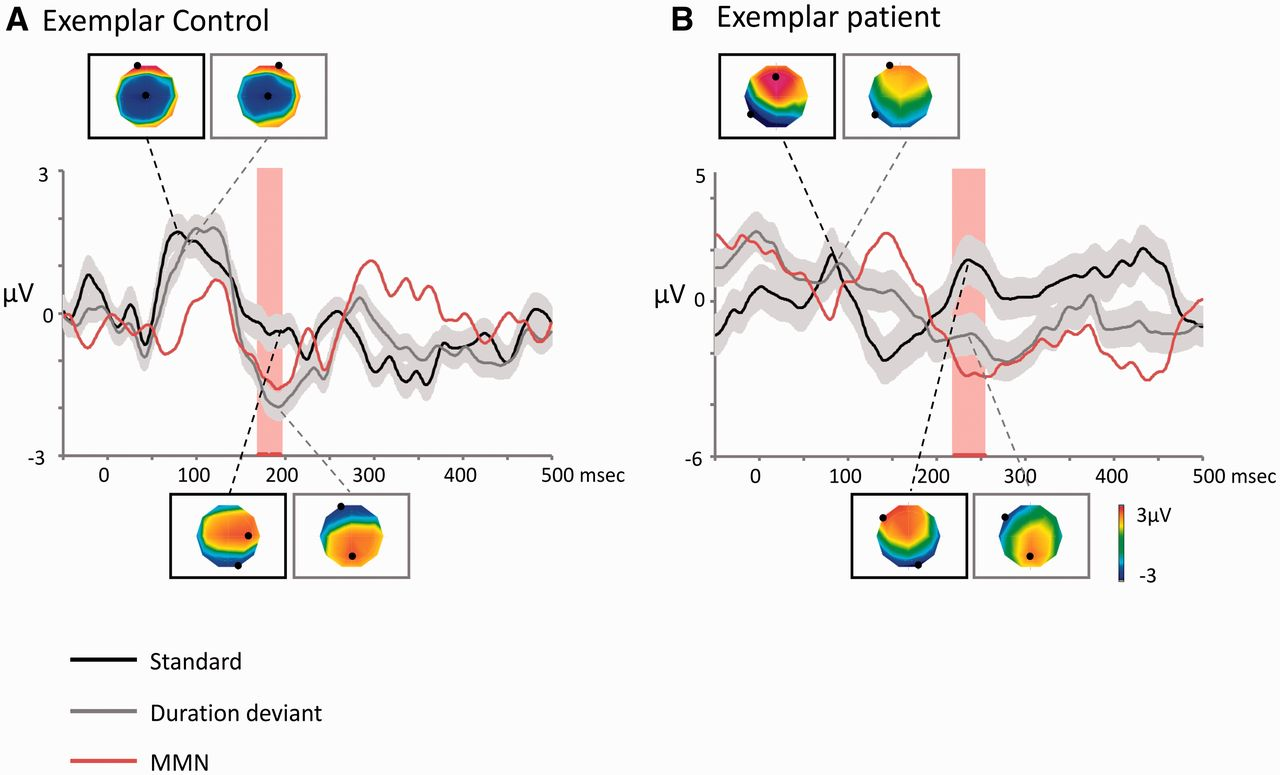 A Exemplar Control
B Exemplar patient
3
µV
0
-3
0 100 200 300 400 500 msec
5
µV
0
-6
0 100 200 300 400 500 msec
3µV
-3
Standard
Duration deviant
MMN